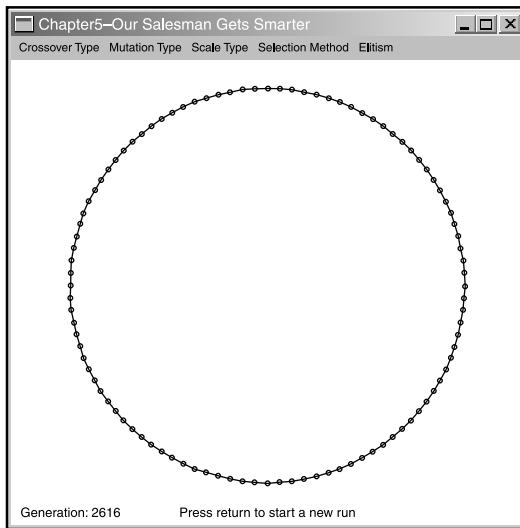 Chapter5–Our Salesman Gets Smarter
Crossover Type Mutation Type Scale Type Selection Method Elitism
Generation: 2616 Press return to start a new run